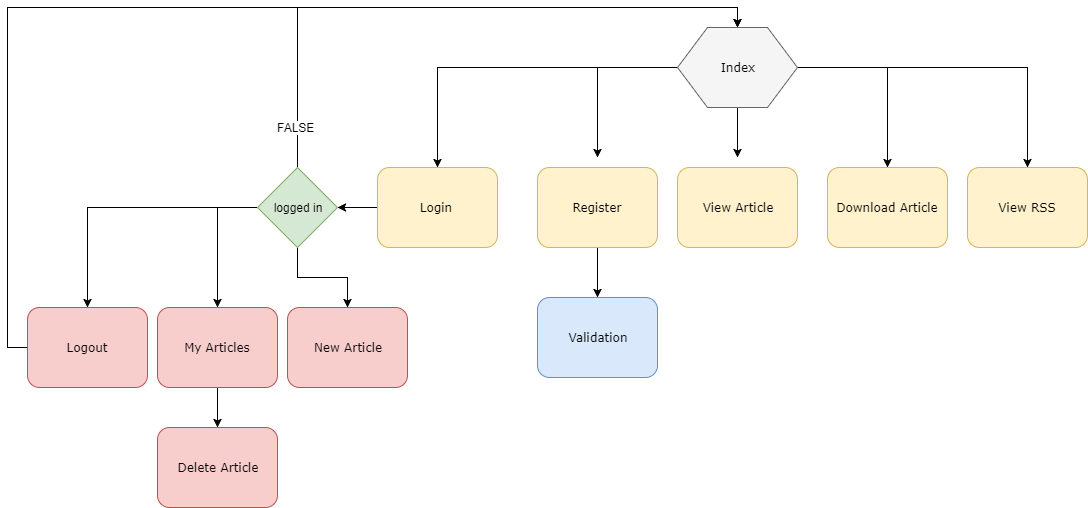 Index
FALSE
logged in
Login
Register
View Article
Download Article
View RSS
Logout
My Articles
New Article
Validation
Delete Article